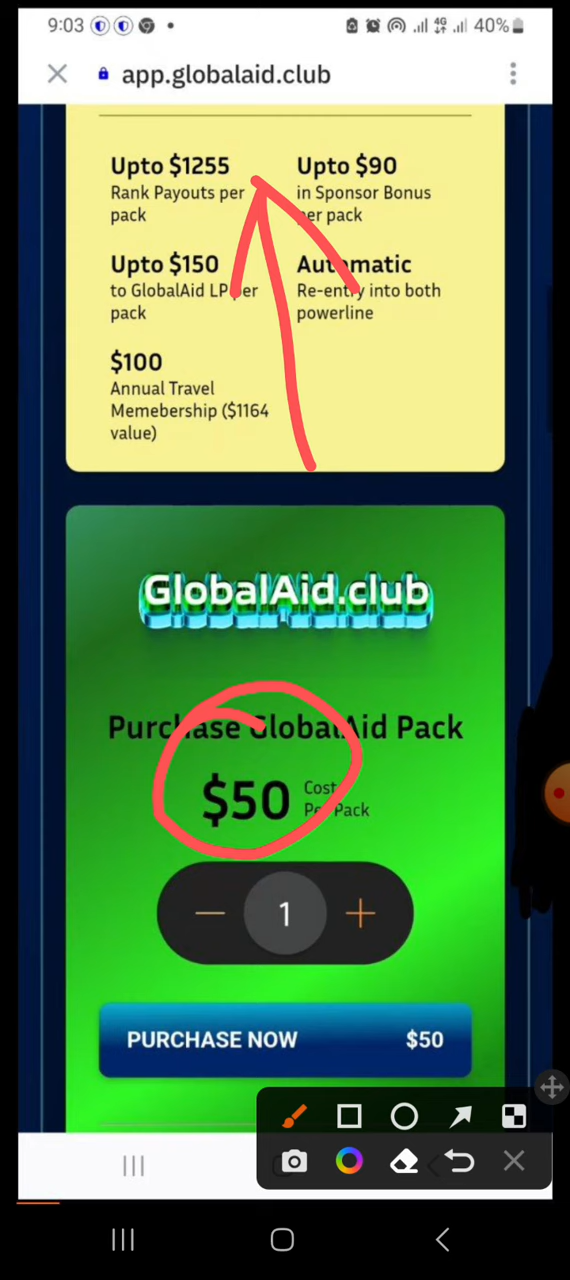 9:03
4G
40%
app.globalaid.club
Upto $1255
Rank Payouts per
pack
Upto $90
in Sponsor Bonus
per pack
Upto $150
to GlobalAid LP per
pack
Automatic
Re-entry into both
powerline
$100
Annual Travel
Memebership ($1164
value)
GlobalAid.club
Purchase GlobalAid Pack
$50
Cost
Per Pack
1
PURCHASE NOW
$50